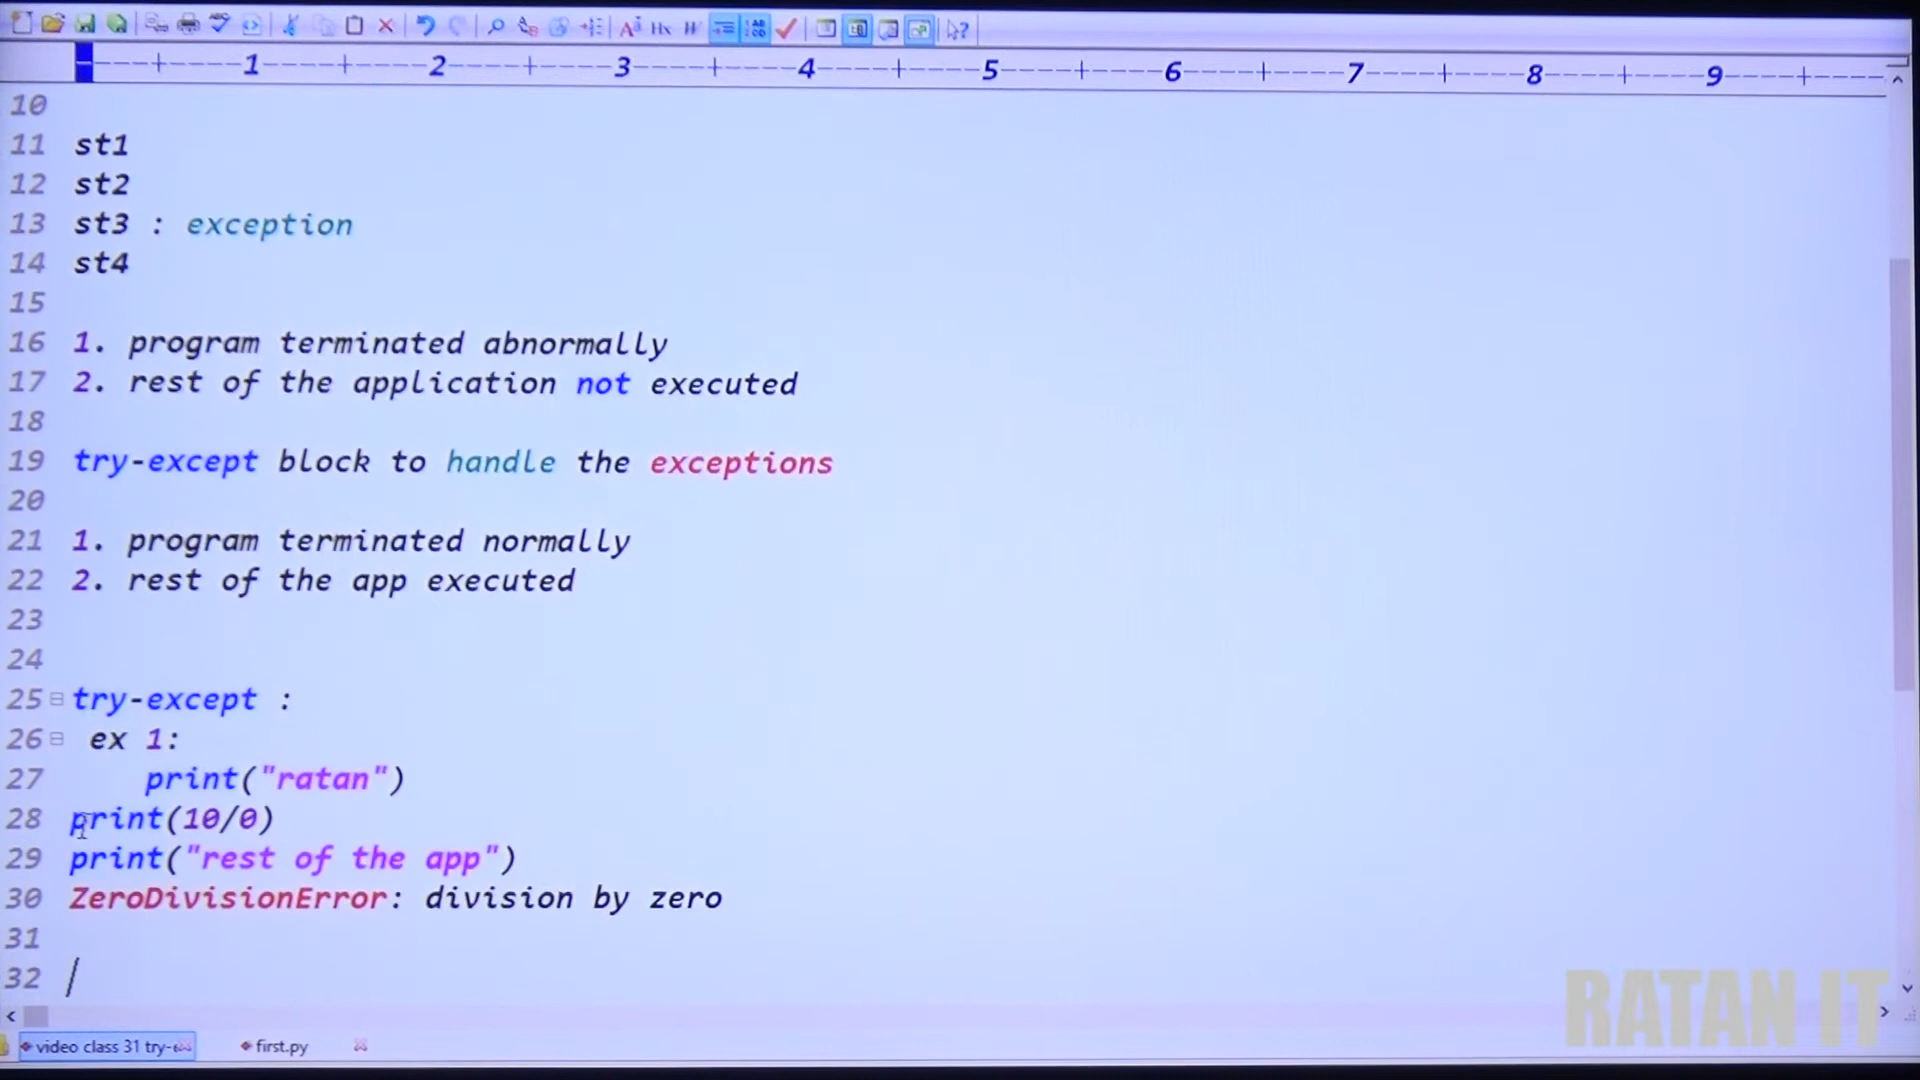 ----+----1----+----2----+----3----+----4----+----5----+----6----+----7----+----8----+----9----+----
10
11 st1
12 st2
13 st3 : exception
14 st4
15
16 1. program terminated abnormally
17 2. rest of the application not executed
18
19 try-except block to handle the exceptions
20
21 1. program terminated normally
22 2. rest of the app executed
23
24
25 try-except :
26 ex 1:
27 print("ratan")
28 print(10/0)
29 print("rest of the app")
30 ZeroDivisionError: division by zero
31
32
RATAN IT
video class 31 try- first.py